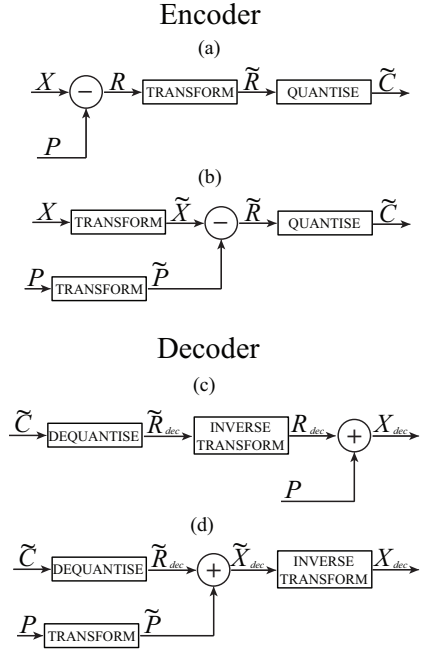 Encoder
(a)
X − R TRANSFORM R̃ QUANTISE C̃
P
(b)
X TRANSFORM X̃ − R̃ QUANTISE C̃
P TRANSFORM P̃
Decoder
(c)
C̃ DEQUANTISE R̃dec INVERSE TRANSFORM Rdec + Xdec
P
(d)
C̃ DEQUANTISE R̃dec + X̃dec INVERSE TRANSFORM Xdec
P TRANSFORM P̃